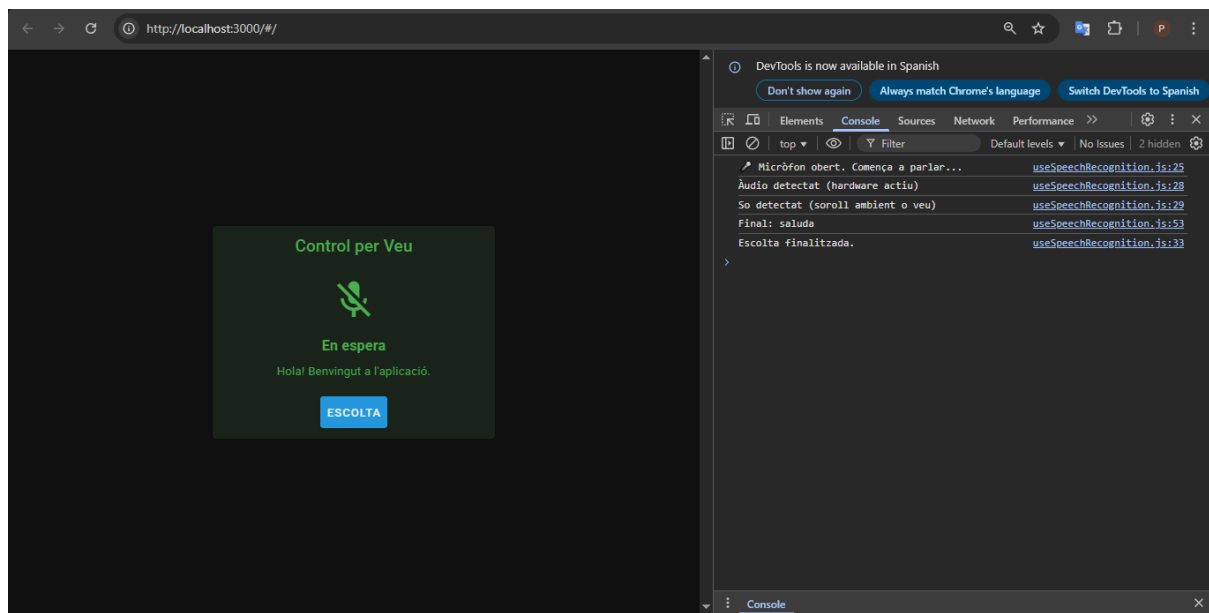 http://localhost:3000/#/
P
Control per Veu
En espera
Hola! Benvingut a l'aplicació.
ESCOLTA
DevTools is now available in Spanish
Don't show again Always match Chrome's language Switch DevTools to Spanish
Elements Console Sources Network Performance
top Filter Default levels No Issues 2 hidden
Micròfon obert. Comença a parlar... useSpeechRecognition.js:25
Àudio detectat (hardware actiu) useSpeechRecognition.js:28
So detectat (soroll ambient o veu) useSpeechRecognition.js:29
Final: saluda useSpeechRecognition.js:53
Escolta finalitzada. useSpeechRecognition.js:33
Console